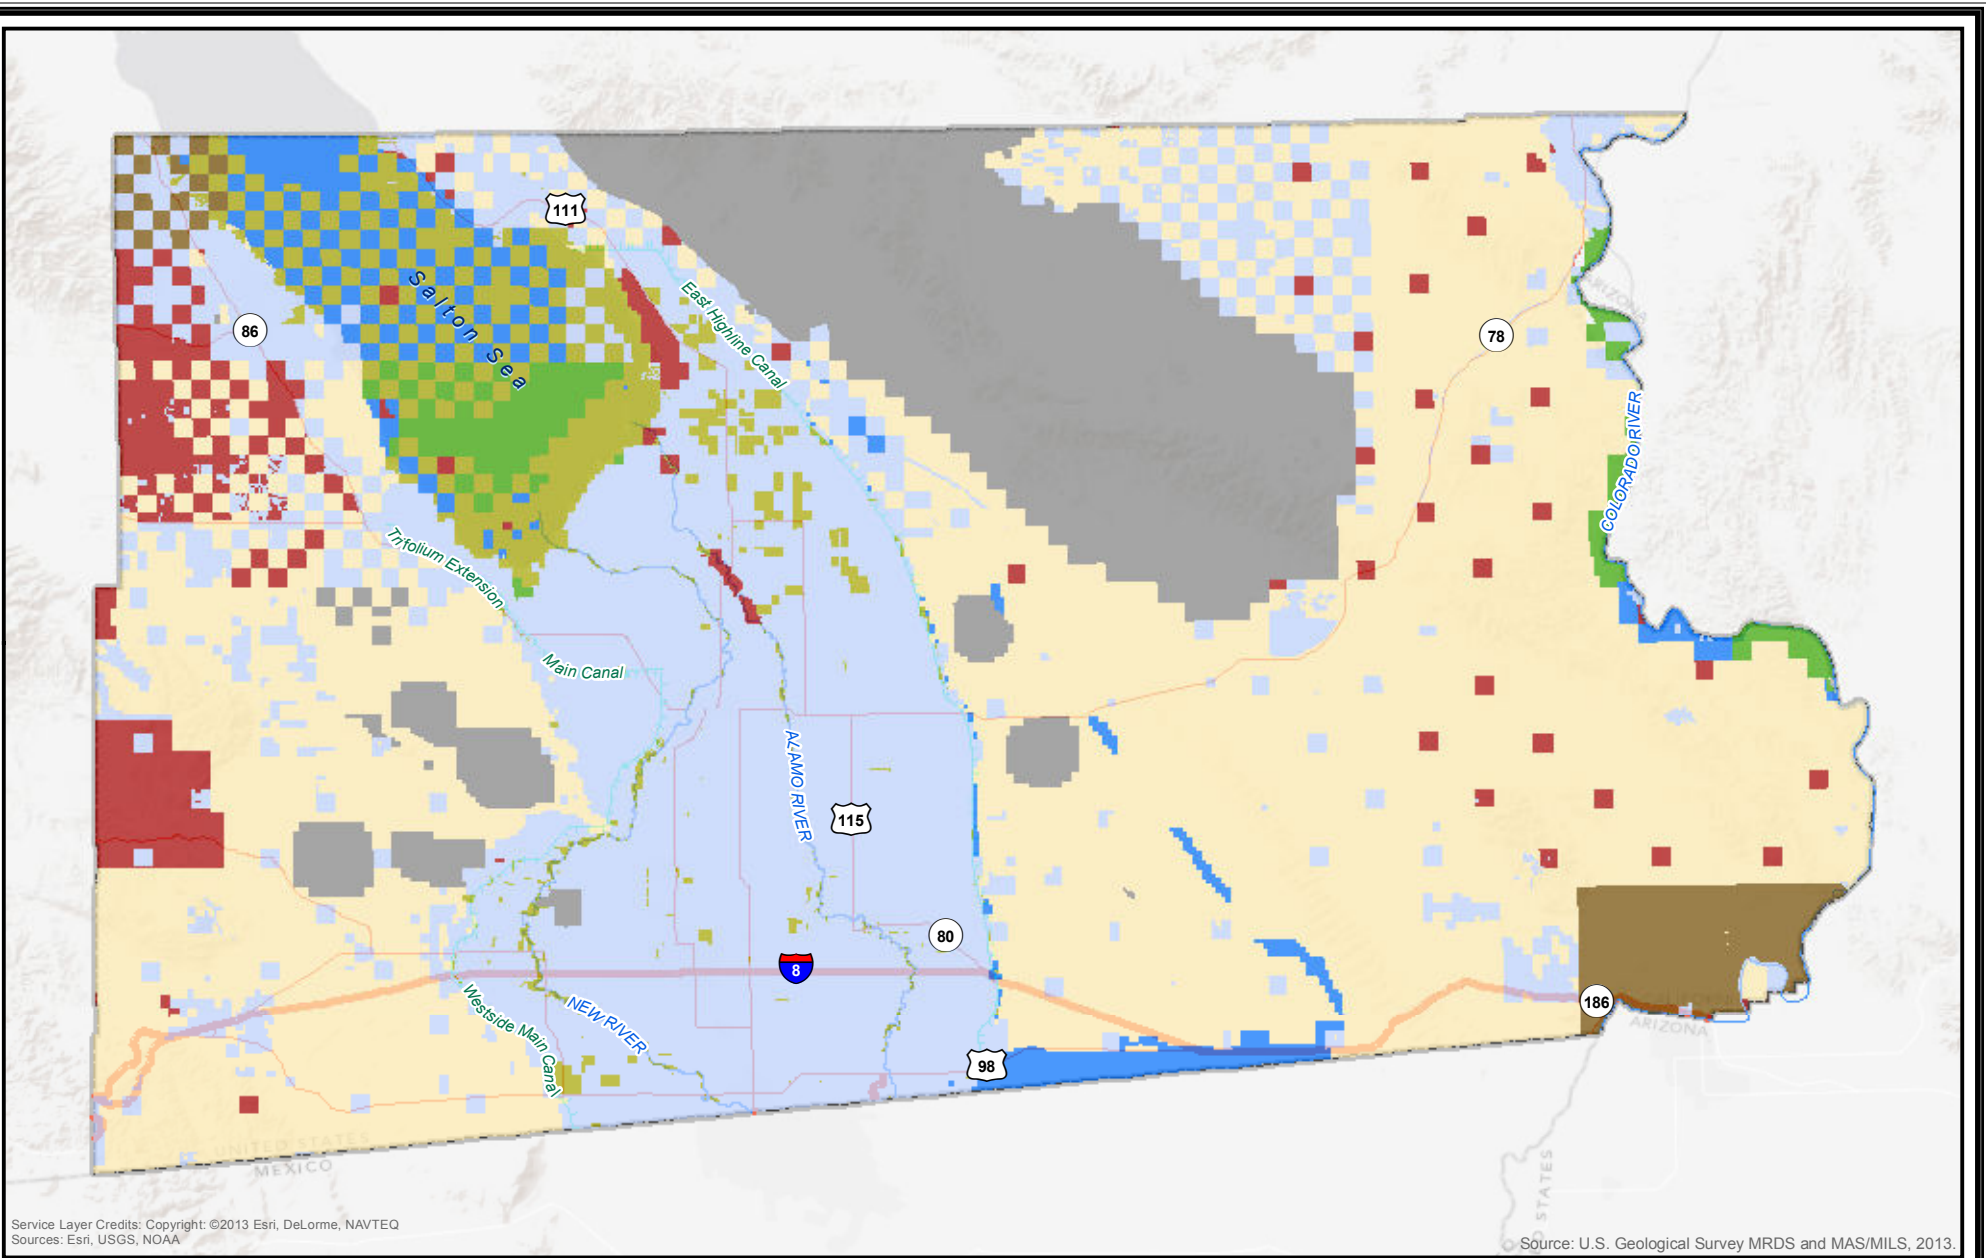 111
Salton Sea
East Highline Canal
86
78
ARIZONA
COLORADO RIVER
Trifolium Extension
Main Canal
ALAMO RIVER
115
80
8
186
ARIZONA
Westside Main Canal
NEW RIVER
98
UNITED STATES
MEXICO
STATES
Service Layer Credits: Copyright: ©2013 Esri, DeLorme, NAVTEQ
Sources: Esri, USGS, NOAA
Source: U.S. Geological Survey MRDS and MAS/MILS, 2013.